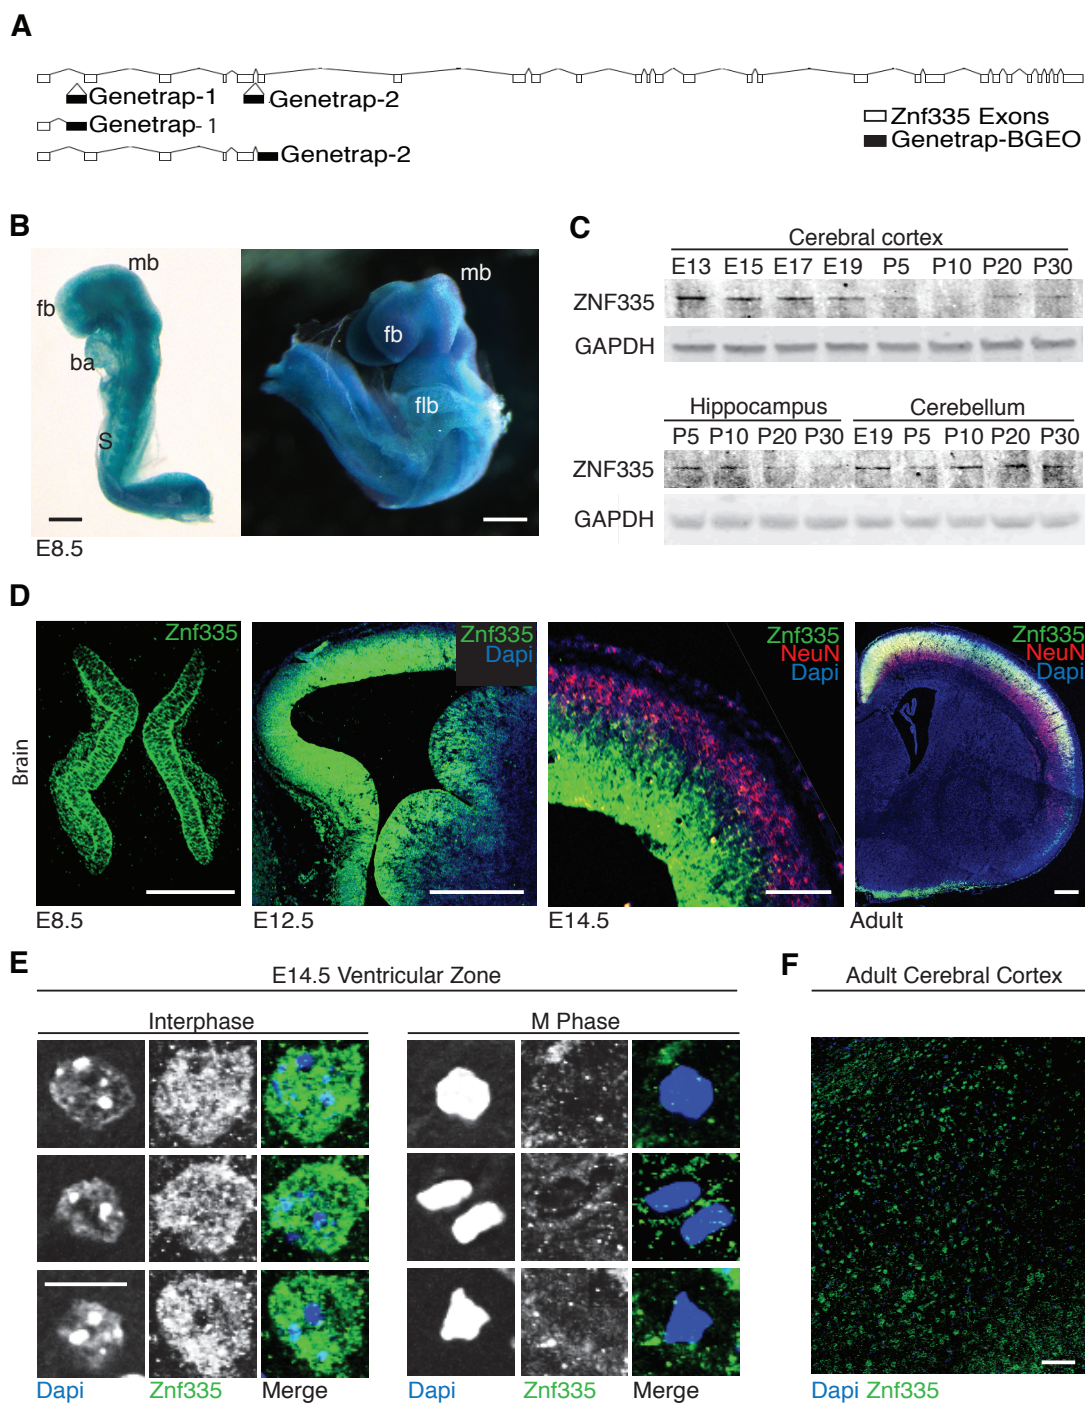 A
Genetrap-1
Genetrap-2
Genetrap-1
Genetrap-2
Znf335 Exons
Genetrap-BGEO
B
mb
fb
ba
S
E8.5
mb
fb
flb
C
Cerebral cortex
E13 E15 E17 E19 P5 P10 P20 P30
ZNF335
GAPDH
Hippocampus Cerebellum
P5 P10 P20 P30 E19 P5 P10 P20 P30
ZNF335
GAPDH
D
Brain
Znf335
E8.5
Znf335
Dapi
E12.5
Znf335
NeuN
Dapi
E14.5
Znf335
NeuN
Dapi
Adult
E
E14.5 Ventricular Zone
Interphase
M Phase
Dapi Znf335 Merge
Dapi Znf335 Merge
F
Adult Cerebral Cortex
Dapi Znf335